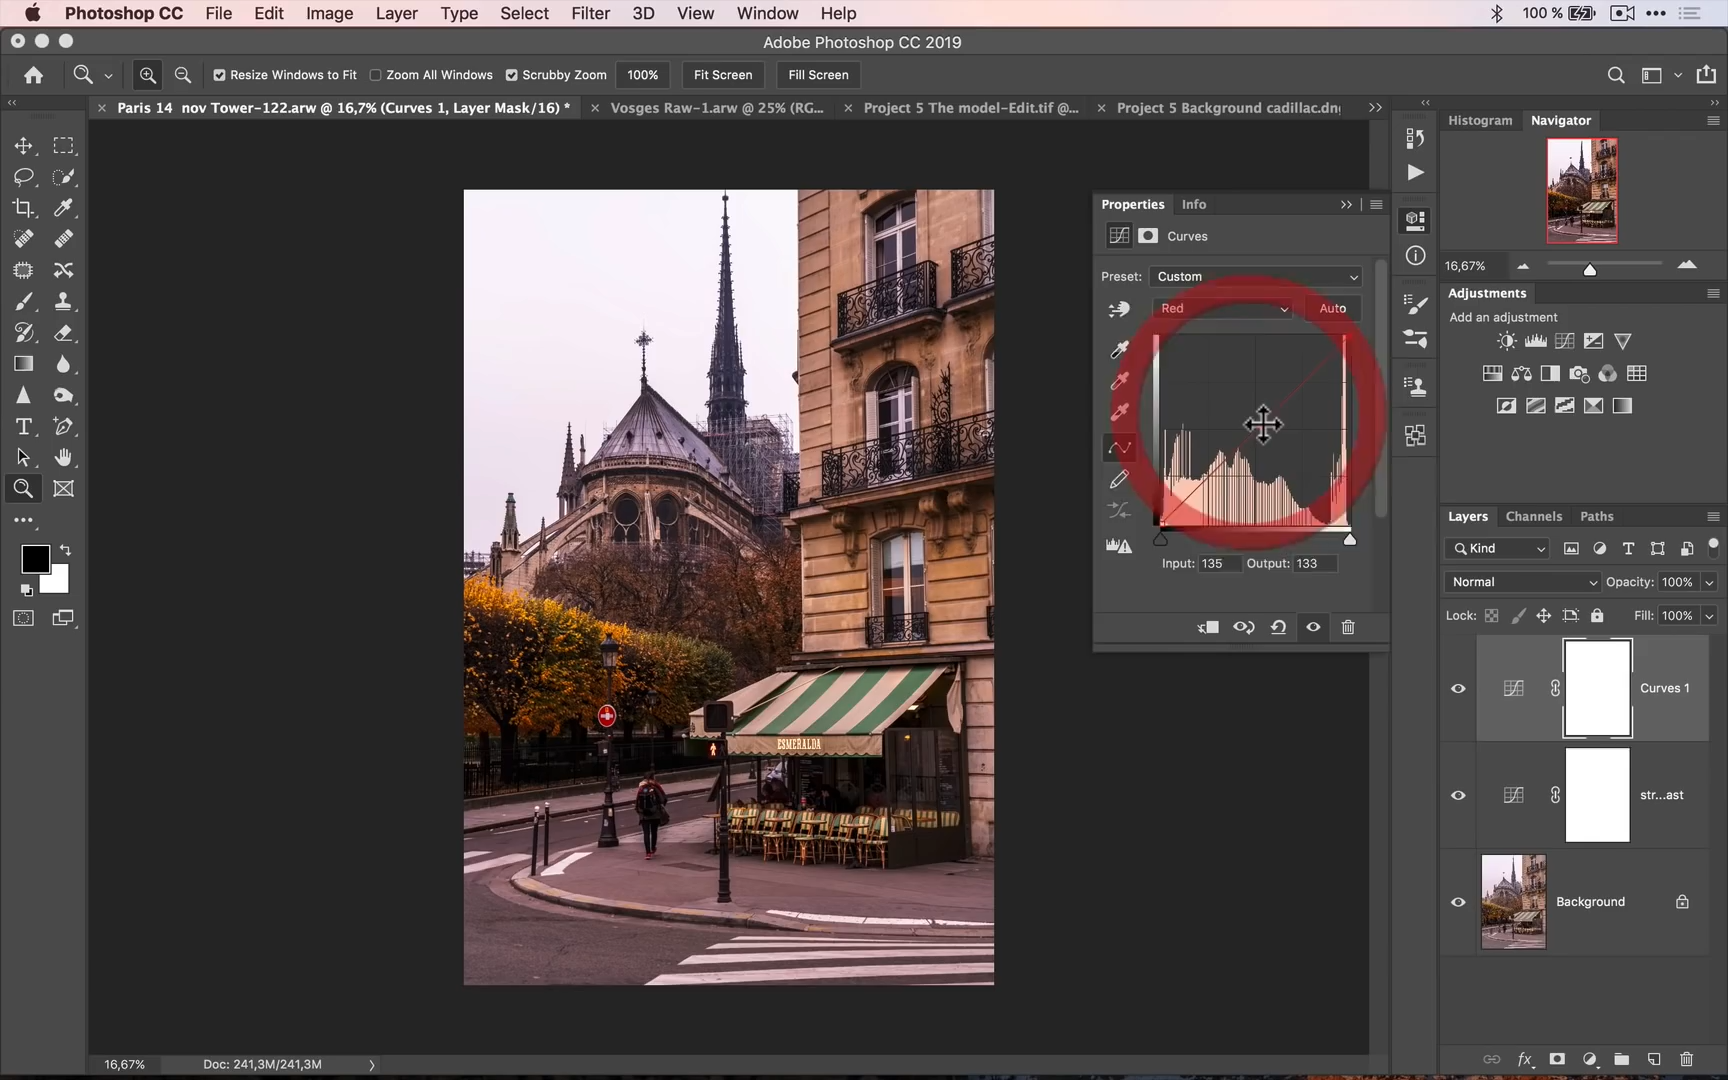 Photoshop CC File Edit Image Layer Type Select Filter 3D View Window Help 100 %
Adobe Photoshop CC 2019
Resize Windows to Fit Zoom All Windows Scrubby Zoom 100% Fit Screen Fill Screen
Paris 14 nov Tower-122.arw @ 16,7% (Curves 1, Layer Mask/16) * Vosges Raw-1.arw @ 25% (RG... Project 5 The model-Edit.tif @... Project 5 Background cadillac.dng
Histogram Navigator
16,67%
Properties Info
Curves
Preset: Custom
Red Auto
Input: 135 Output: 133
Adjustments
Add an adjustment
Layers Channels Paths
Kind
Normal Opacity: 100%
Lock: Fill: 100%
Curves 1
str...ast
Background
ESMERALDA
16,67% Doc: 241,3M/241,3M
fx